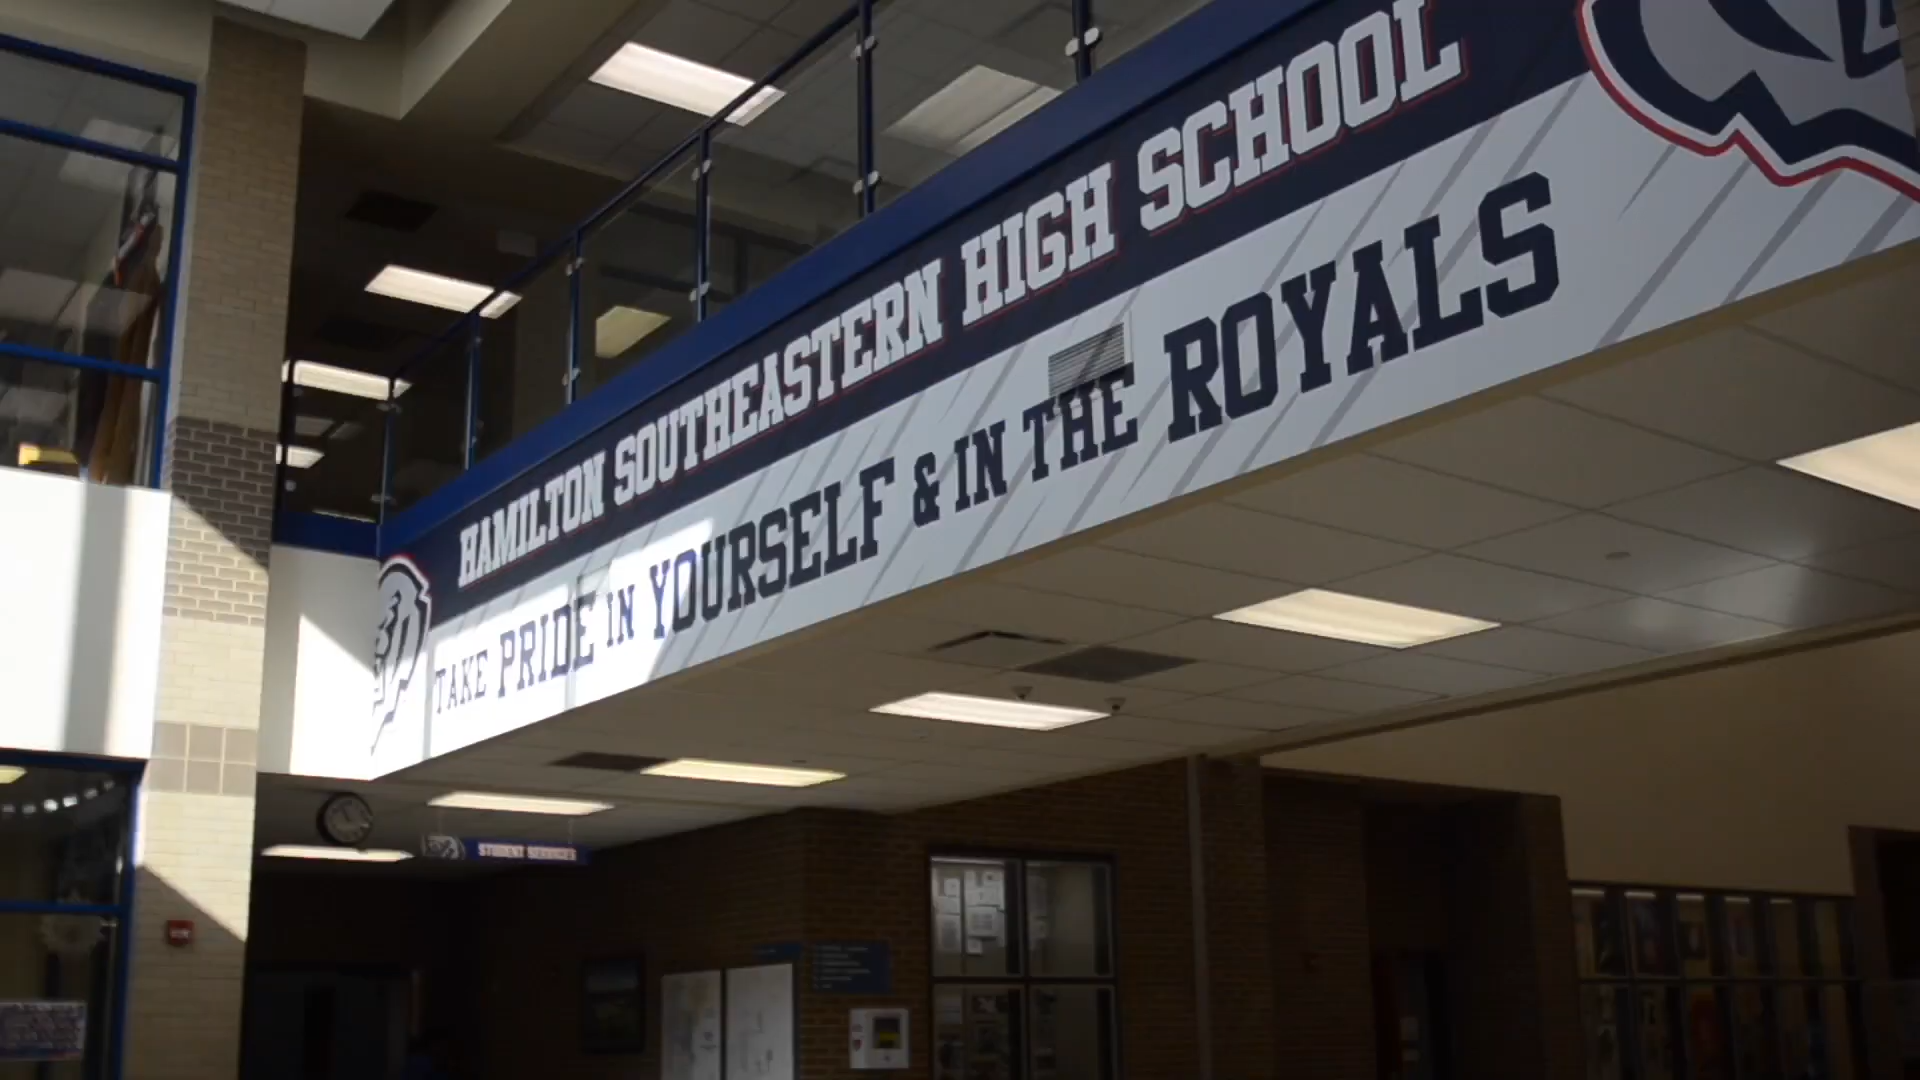 HAMILTON SOUTHEASTERN HIGH SCHOOL
TAKE PRIDE IN YOURSELF & IN THE ROYALS
STUDENT SERVICES